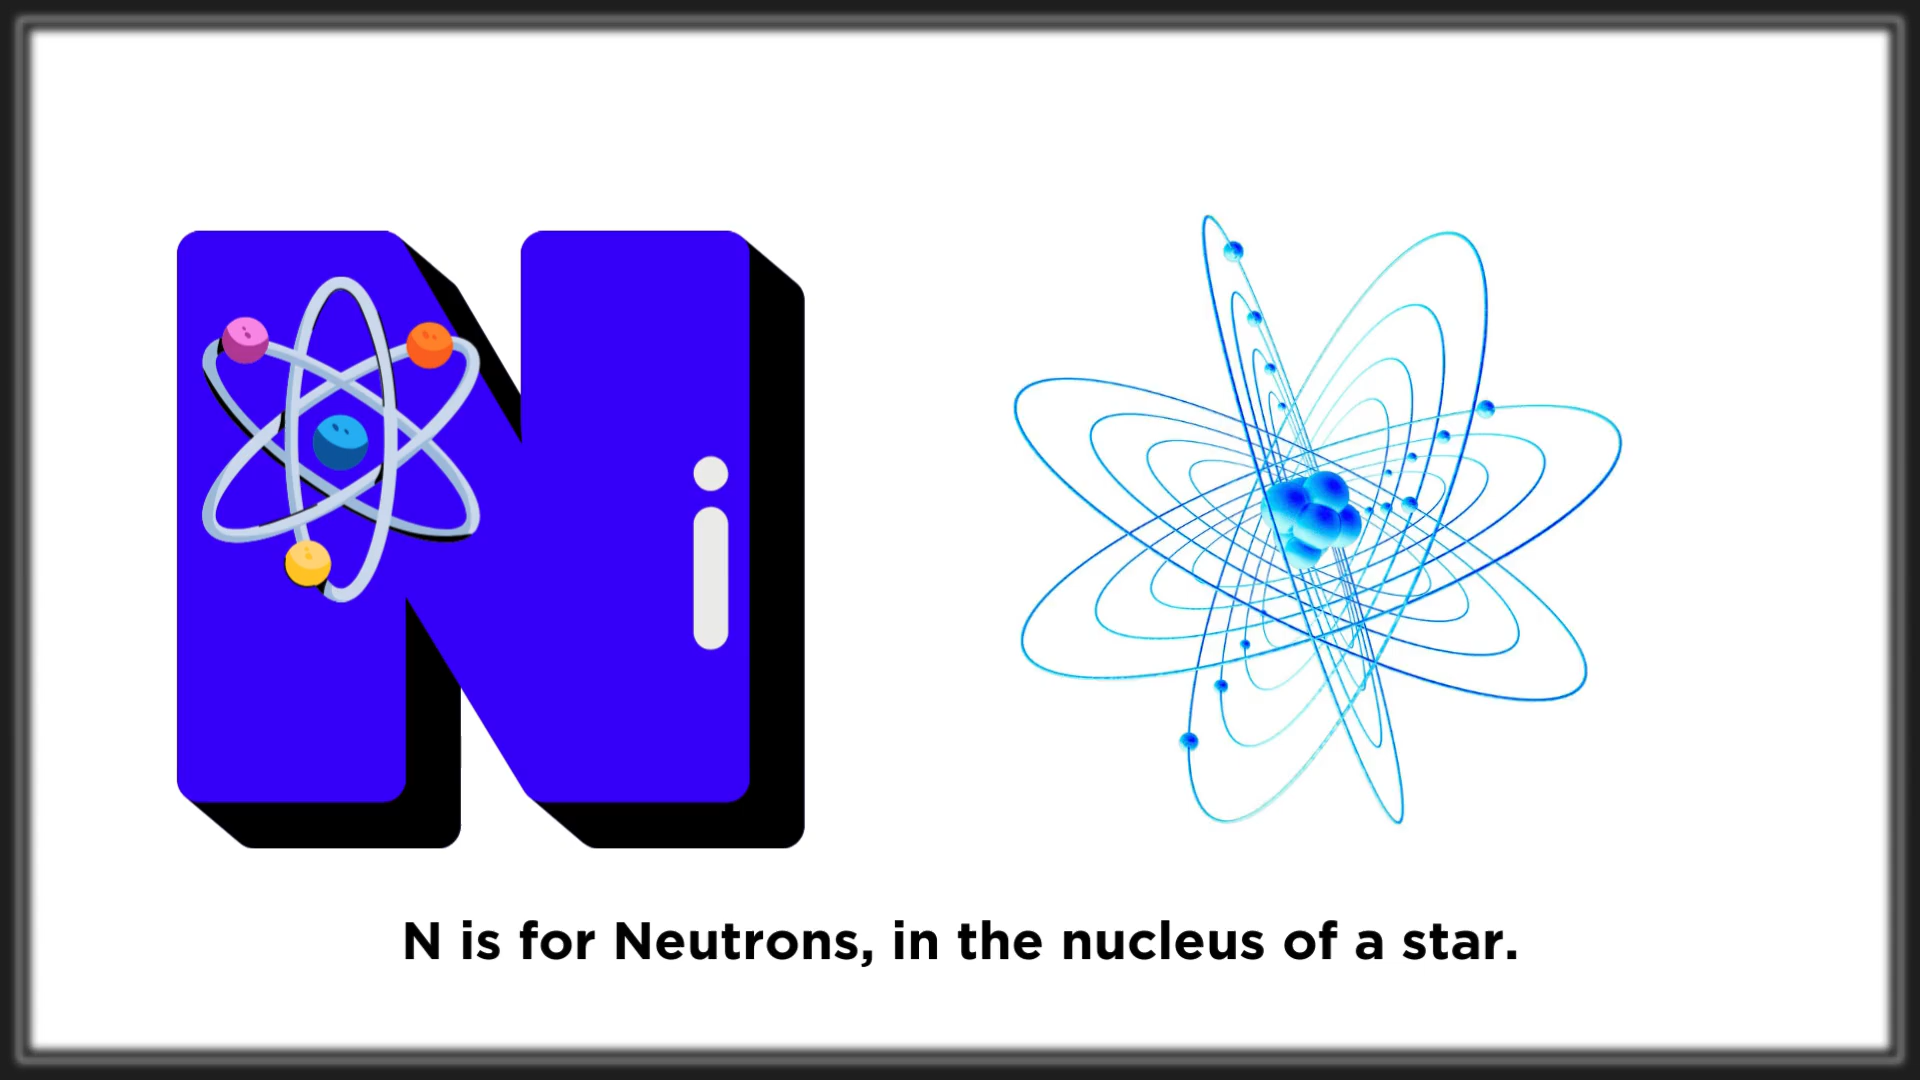 Ni
N is for Neutrons, in the nucleus of a star.